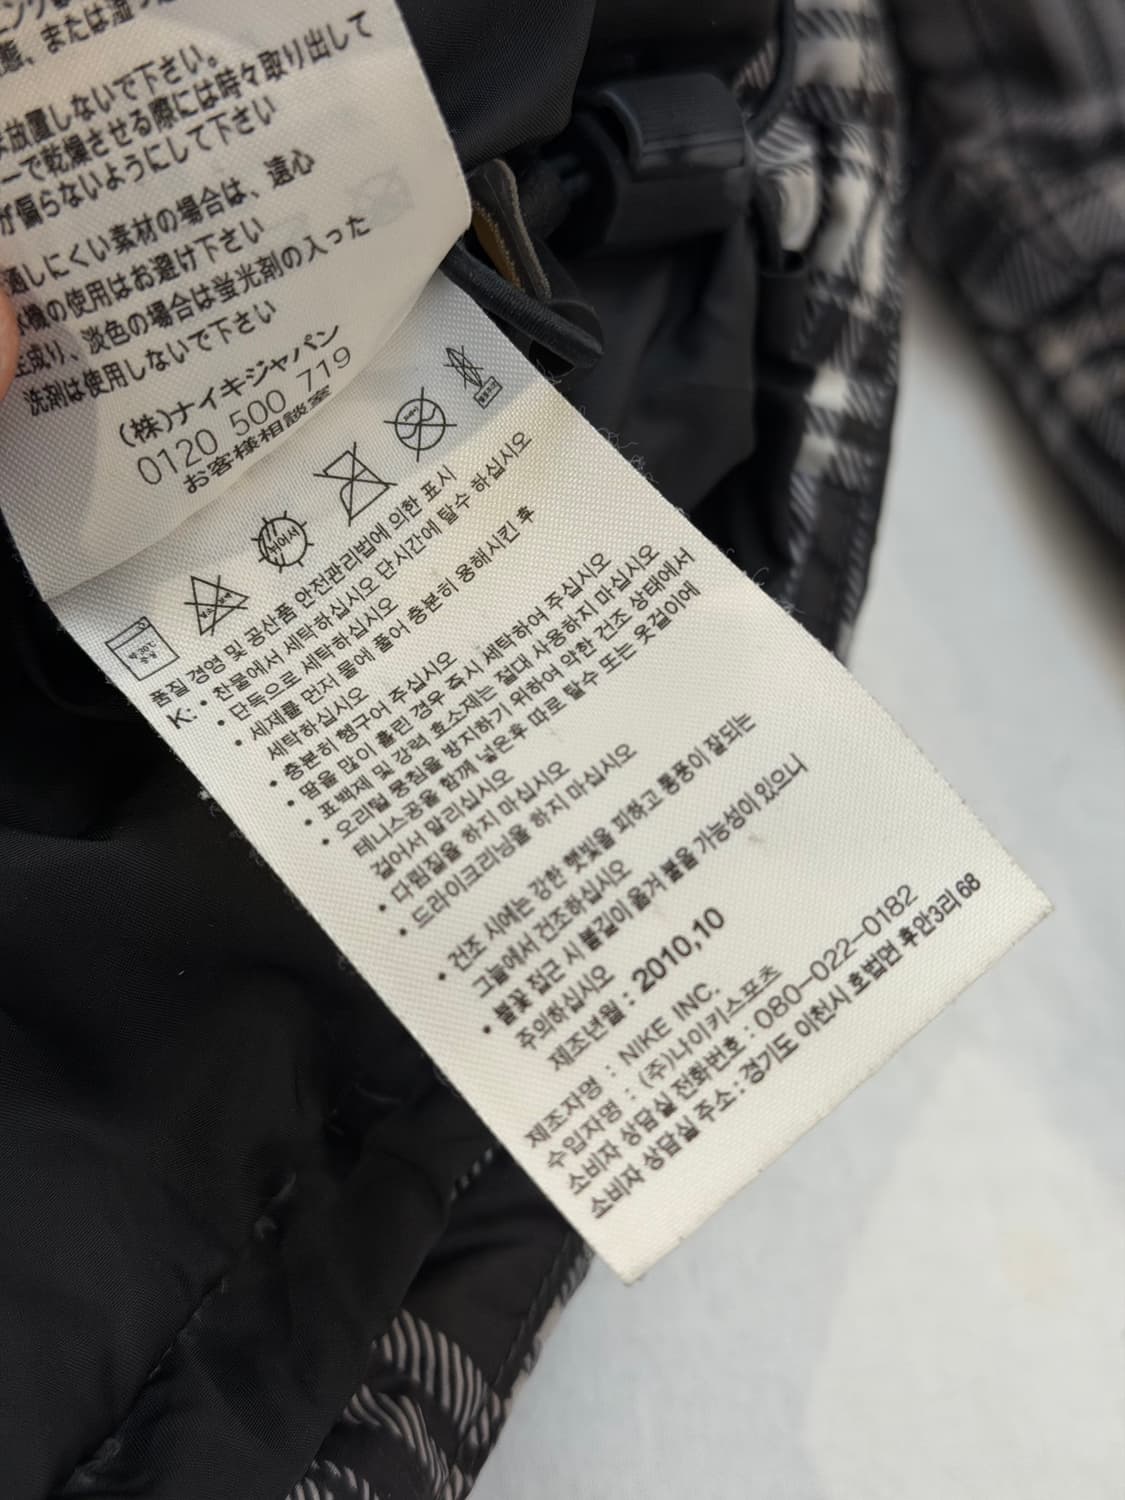 態、または湿った
放置しないで下さい。
ーで乾燥させる際には時々取り出して
が偏らないようにして下さい
通しにくい素材の場合は、遠心
水機の使用はお避け下さい
生成り、淡色の場合は蛍光剤の入った
洗剤は使用しないで下さい
(株)ナイキジャパン
0120 500 719
お客様相談室
품질 경영 및 공산품 안전관리법에 의한 표시
K: • 찬물에서 세탁하십시오 단시간에 탈수 하십시오
• 단독으로 세탁하십시오
• 세제를 먼저 물에 풀어 충분히 용해시킨 후
세탁하십시오
• 충분히 헹구어 주십시오
• 땀을 많이 흘린 경우 즉시 세탁하여 주십시오
• 표백제 및 강력 효소제는 절대 사용하지 마십시오
• 오리털 뭉침을 방지하기 위하여 약한 건조 상태에서
테니스공을 함께 넣은후 따로 탈수 또는 옷걸이에
걸어서 말리십시오
• 다림질을 하지 마십시오
• 드라이크리닝을 하지 마십시오
• 건조 시에는 강한 햇빛을 피하고 통풍이 잘되는
그늘에서 건조하십시오
• 불꽃 접근 시 불길이 옮겨 붙을 가능성이 있으니
주의하십시오
제조년월 : 2010,10
제조자명 : NIKE INC.
수입자명 : (주)나이키스포츠
소비자 상담실 전화번호 : 080-022-0182
소비자 상담실 주소 : 경기도 이천시 호법면 후안3리 68